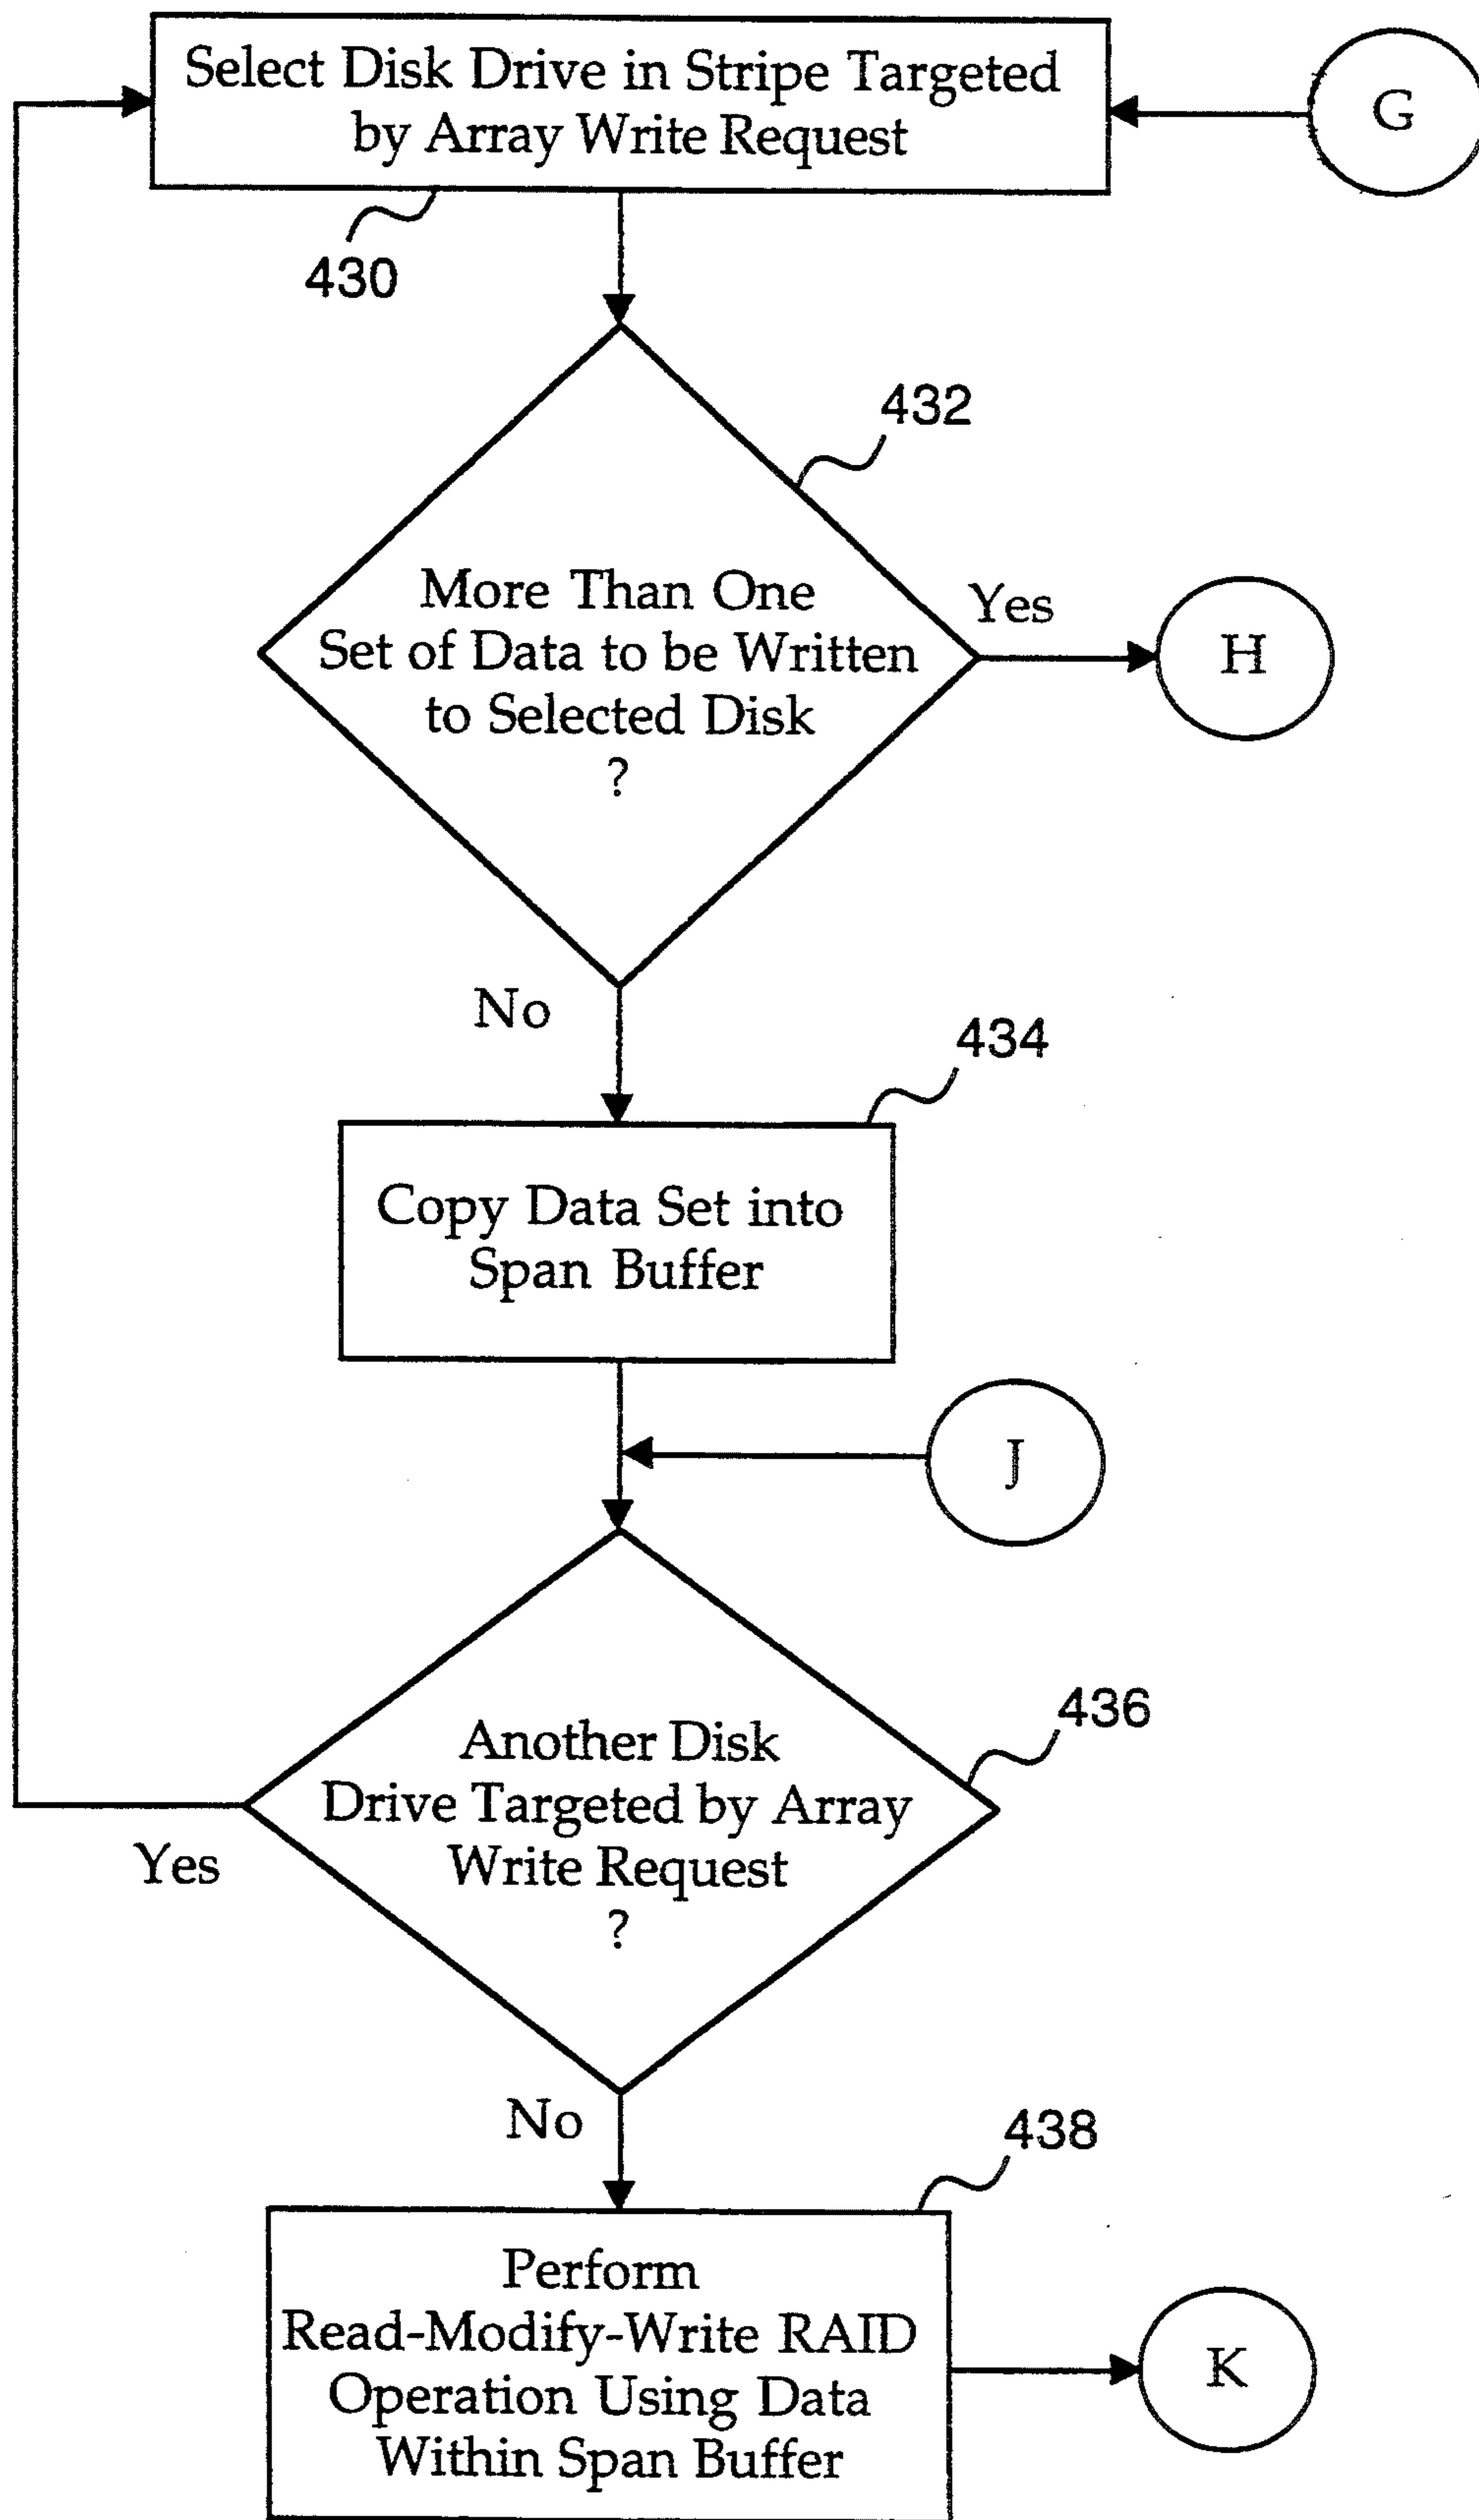 Select Disk Drive in Stripe Targeted
by Array Write Request
G
430
432
More Than One
Set of Data to be Written
to Selected Disk
?
Yes
H
No
434
Copy Data Set into
Span Buffer
J
436
Another Disk
Drive Targeted by Array
Write Request
?
Yes
No
438
Perform
Read-Modify-Write RAID
Operation Using Data
Within Span Buffer
K